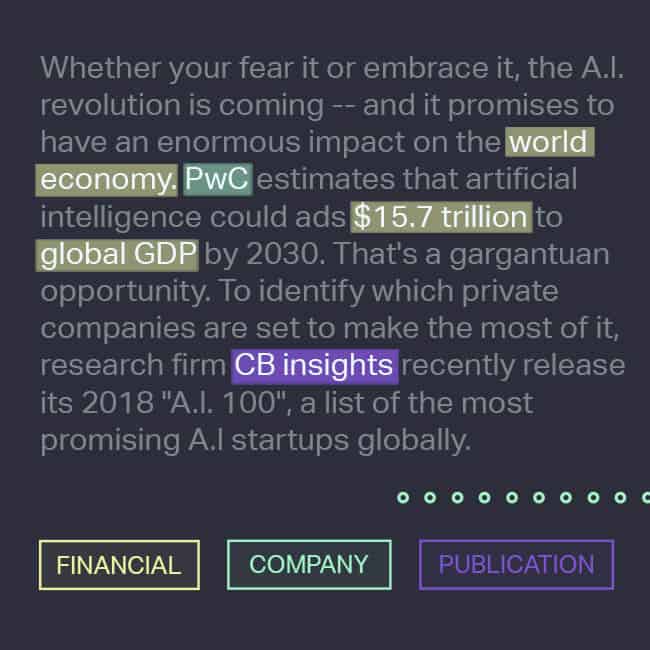 Whether your fear it or embrace it, the A.I.
revolution is coming -- and it promises to
have an enormous impact on the world
economy. PwC estimates that artificial
intelligence could ads $15.7 trillion to
global GDP by 2030. That's a gargantuan
opportunity. To identify which private
companies are set to make the most of it,
research firm CB insights recently release
its 2018 "A.I. 100", a list of the most
promising A.I startups globally.
FINANCIAL COMPANY PUBLICATION